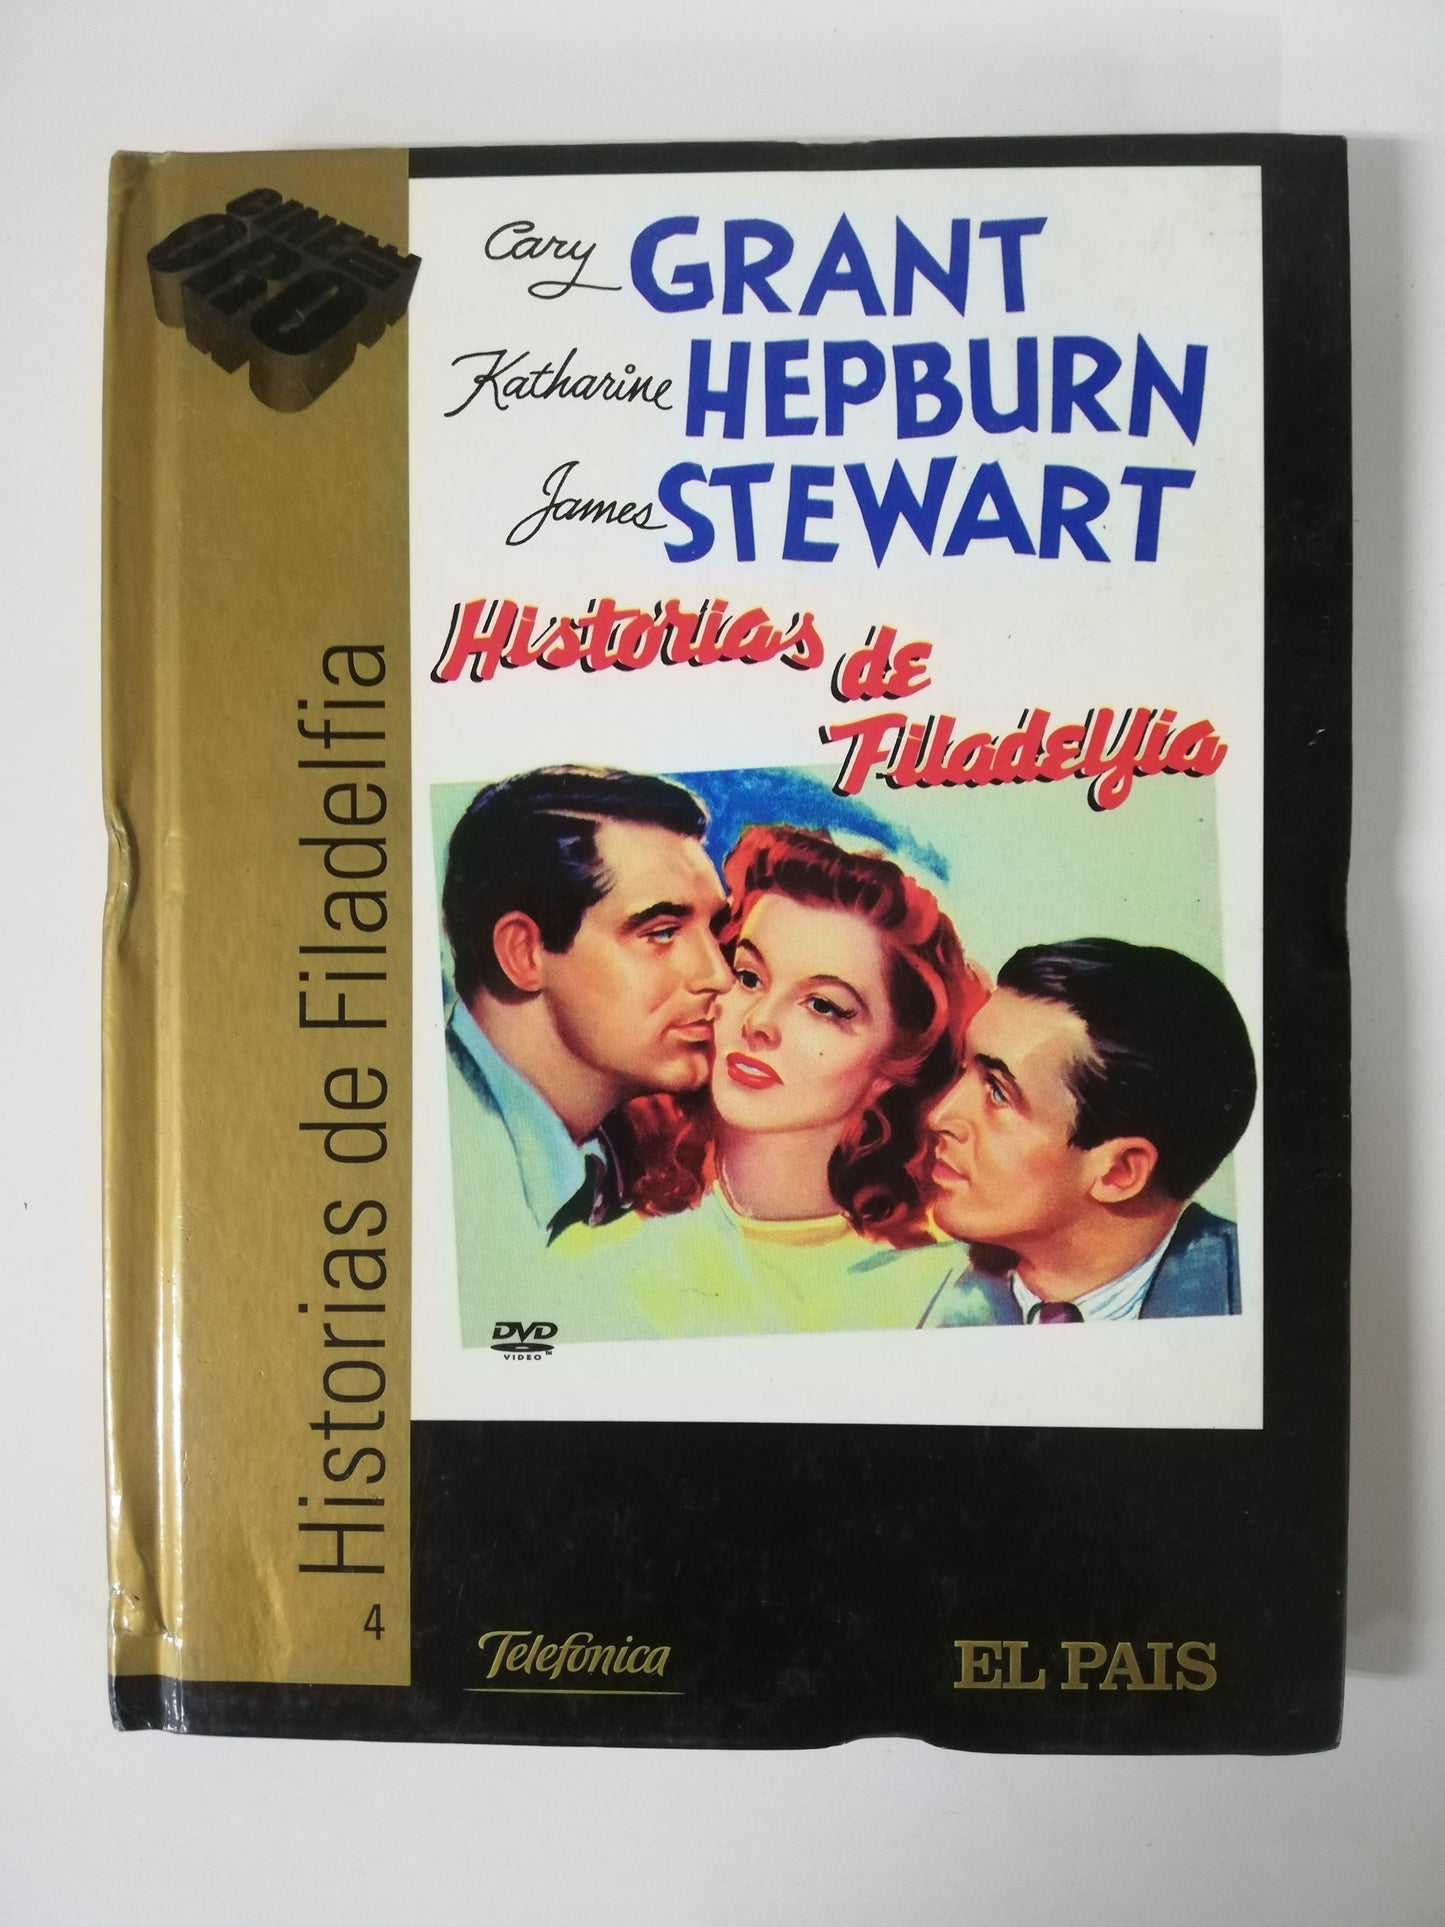 CINE DE
ORO
Cary GRANT
Katharine HEPBURN
James STEWART
Historias de
Filadelfia
Historias de Filadelfia
4
DVD
VIDEO™
Telefónica
EL PAIS